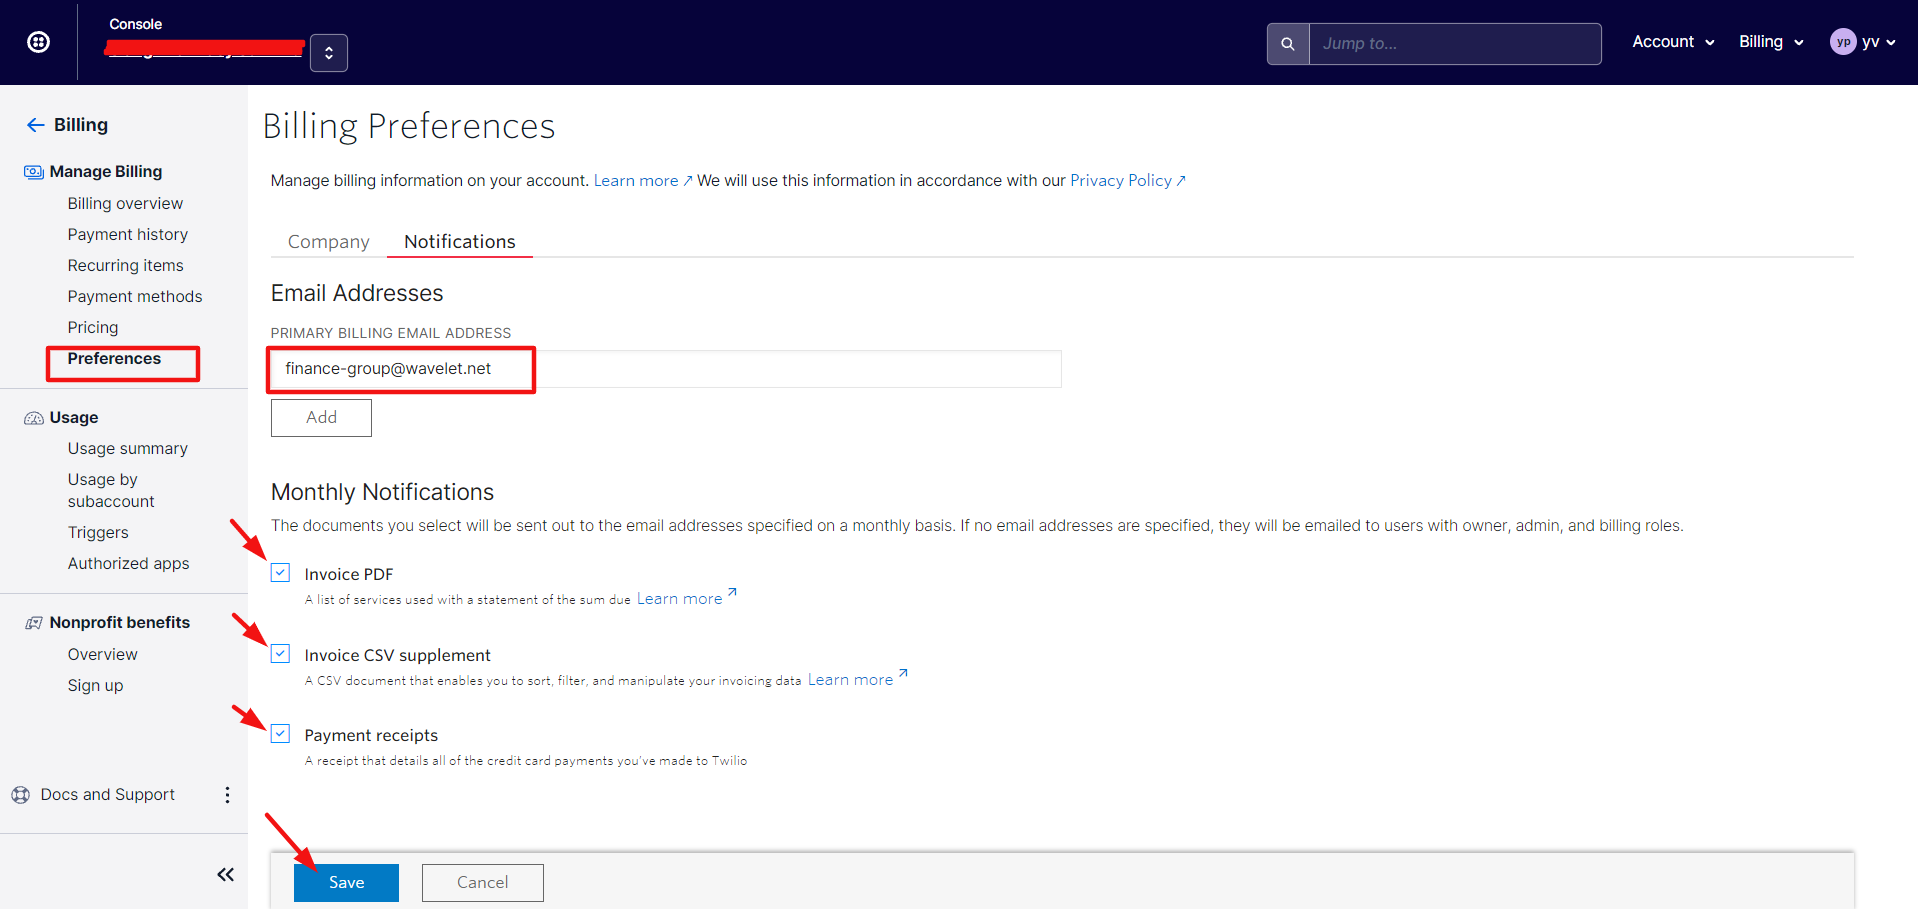 Console
Jump to...
Account
Billing
yp
yv
Billing
Manage Billing
Billing overview
Payment history
Recurring items
Payment methods
Pricing
Preferences
Usage
Usage summary
Usage by
subaccount
Triggers
Authorized apps
Nonprofit benefits
Overview
Sign up
Docs and Support
Billing Preferences
Manage billing information on your account. Learn more ↗ We will use this information in accordance with our Privacy Policy ↗
Company
Notifications
Email Addresses
PRIMARY BILLING EMAIL ADDRESS
finance-group@wavelet.net
Add
Monthly Notifications
The documents you select will be sent out to the email addresses specified on a monthly basis. If no email addresses are specified, they will be emailed to users with owner, admin, and billing roles.
Invoice PDF
A list of services used with a statement of the sum due Learn more ↗
Invoice CSV supplement
A CSV document that enables you to sort, filter, and manipulate your invoicing data Learn more ↗
Payment receipts
A receipt that details all of the credit card payments you've made to Twilio
Save
Cancel